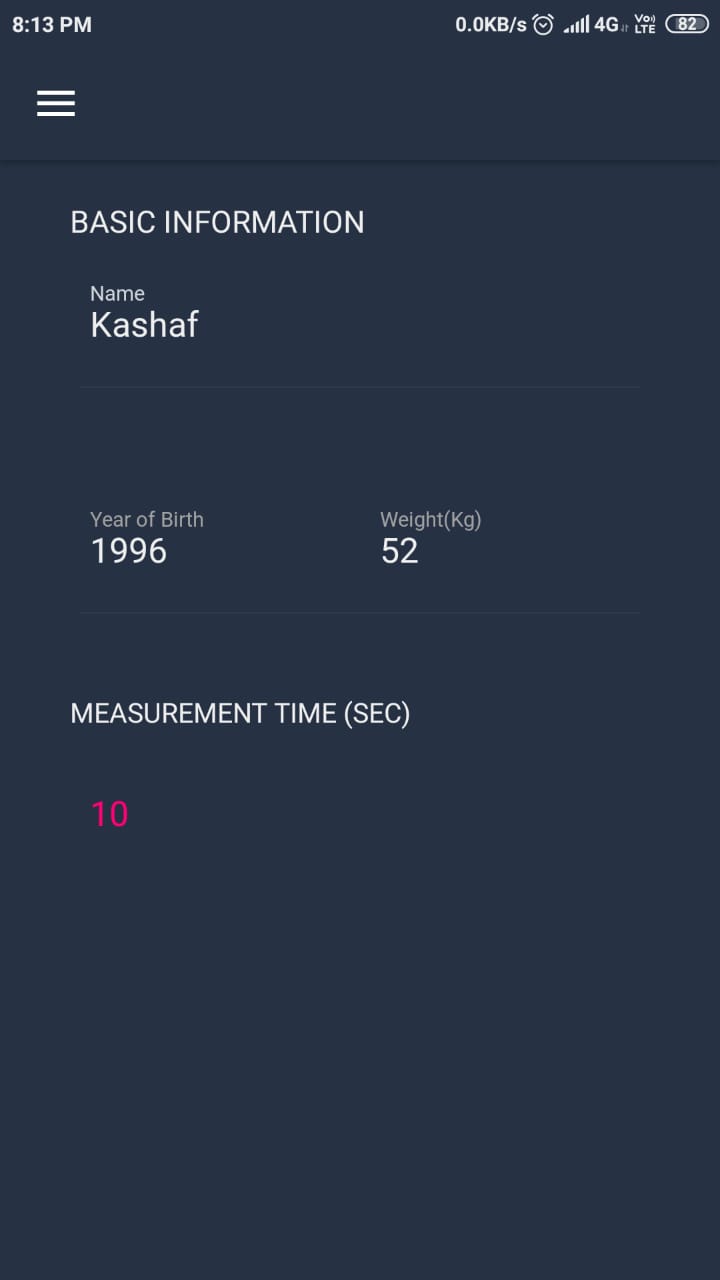 8:13 PM 0.0KB/s 4G Vo)) LTE 82
BASIC INFORMATION
Name
Kashaf
Year of Birth Weight(Kg)
1996 52
MEASUREMENT TIME (SEC)
10